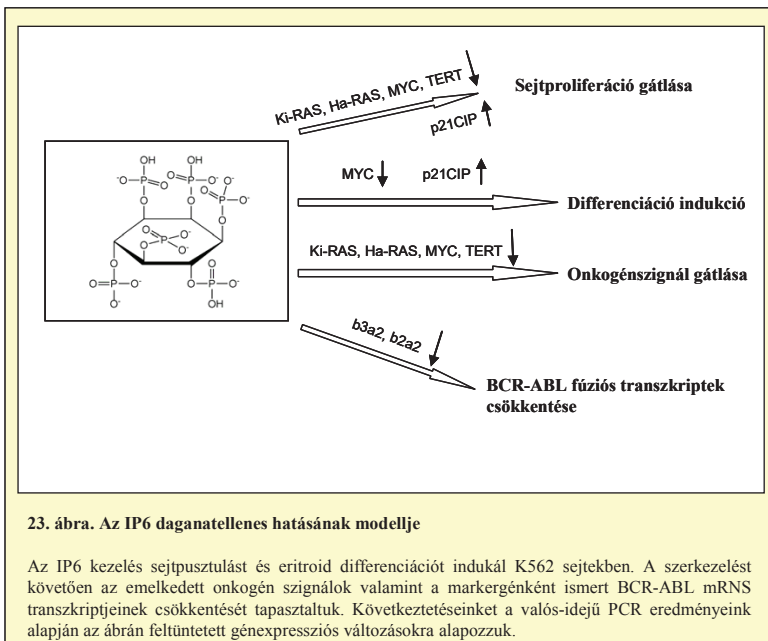 Ki-RAS, Ha-RAS, MYC, TERT
Sejtproliferáció gátlása
p21CIP
MYC p21CIP
Differenciáció indukció
Ki-RAS, Ha-RAS, MYC, TERT
Onkogénszignál gátlása
b3a2, b2a2
BCR-ABL fúziós transzkriptek
csökkentése
OH OH
-O P O O P O- O- O P O-
O O O
O P O-
O O-
O O
O P O- O P O-
O- OH
23. ábra. Az IP6 daganatellenes hatásának modellje
Az IP6 kezelés sejtpusztulást és eritroid differenciációt indukál K562 sejtekben. A szerkezelést
követően az emelkedett onkogén szignálok valamint a markergénként ismert BCR-ABL mRNS
transzkriptjeinek csökkentését tapasztaltuk. Következtetéseinket a valós-idejű PCR eredményeink
alapján az ábrán feltüntetett génexpressziós változásokra alapozzuk.